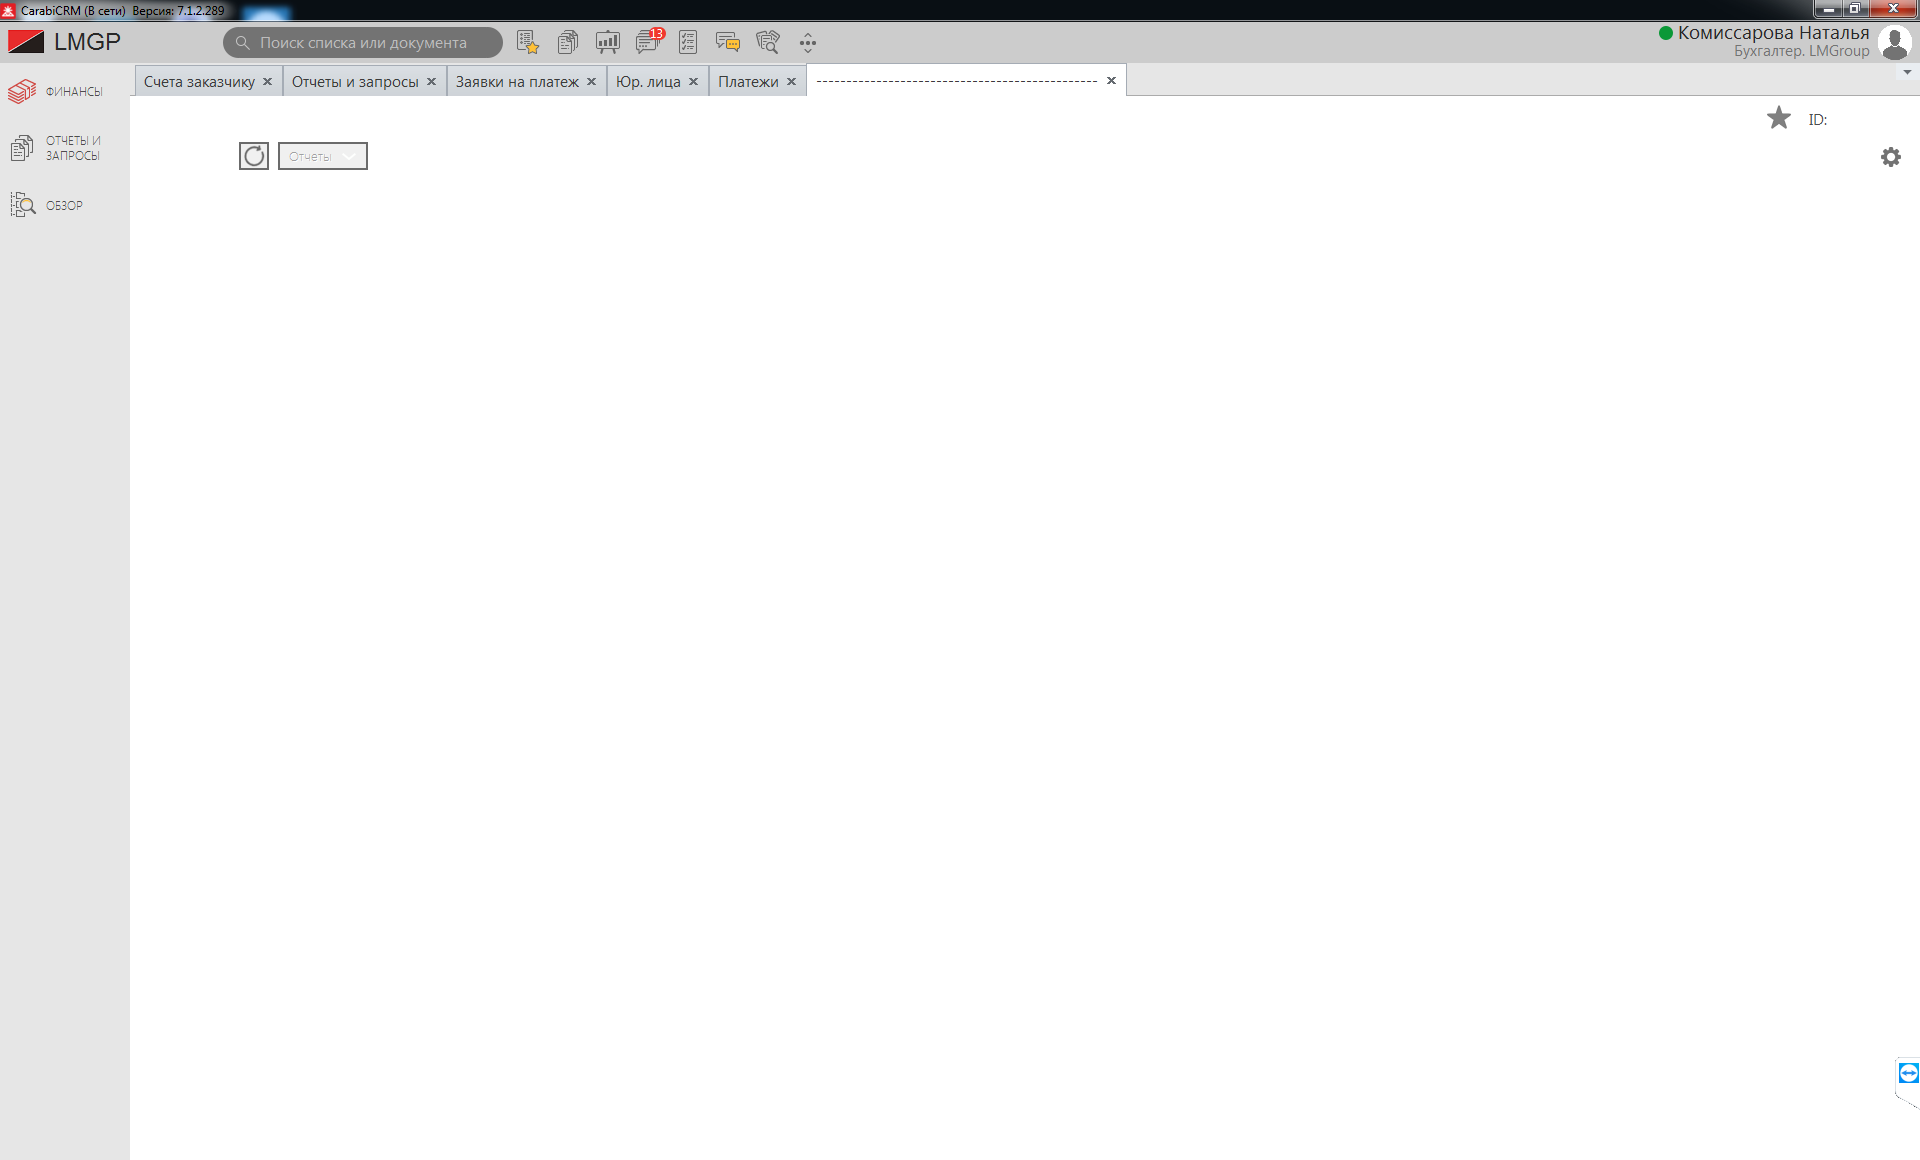 CarabiCRM (В сети) Версия: 7.1.2.289
LMGP
Поиск списка или документа
13
Комиссарова Наталья
Бухгалтер. LMGroup
Счета заказчику
Отчеты и запросы
Заявки на платеж
Юр. лица
Платежи
-----------------------------------------------
ФИНАНСЫ
ОТЧЕТЫ И
ЗАПРОСЫ
ОБЗОР
ID:
Отчеты